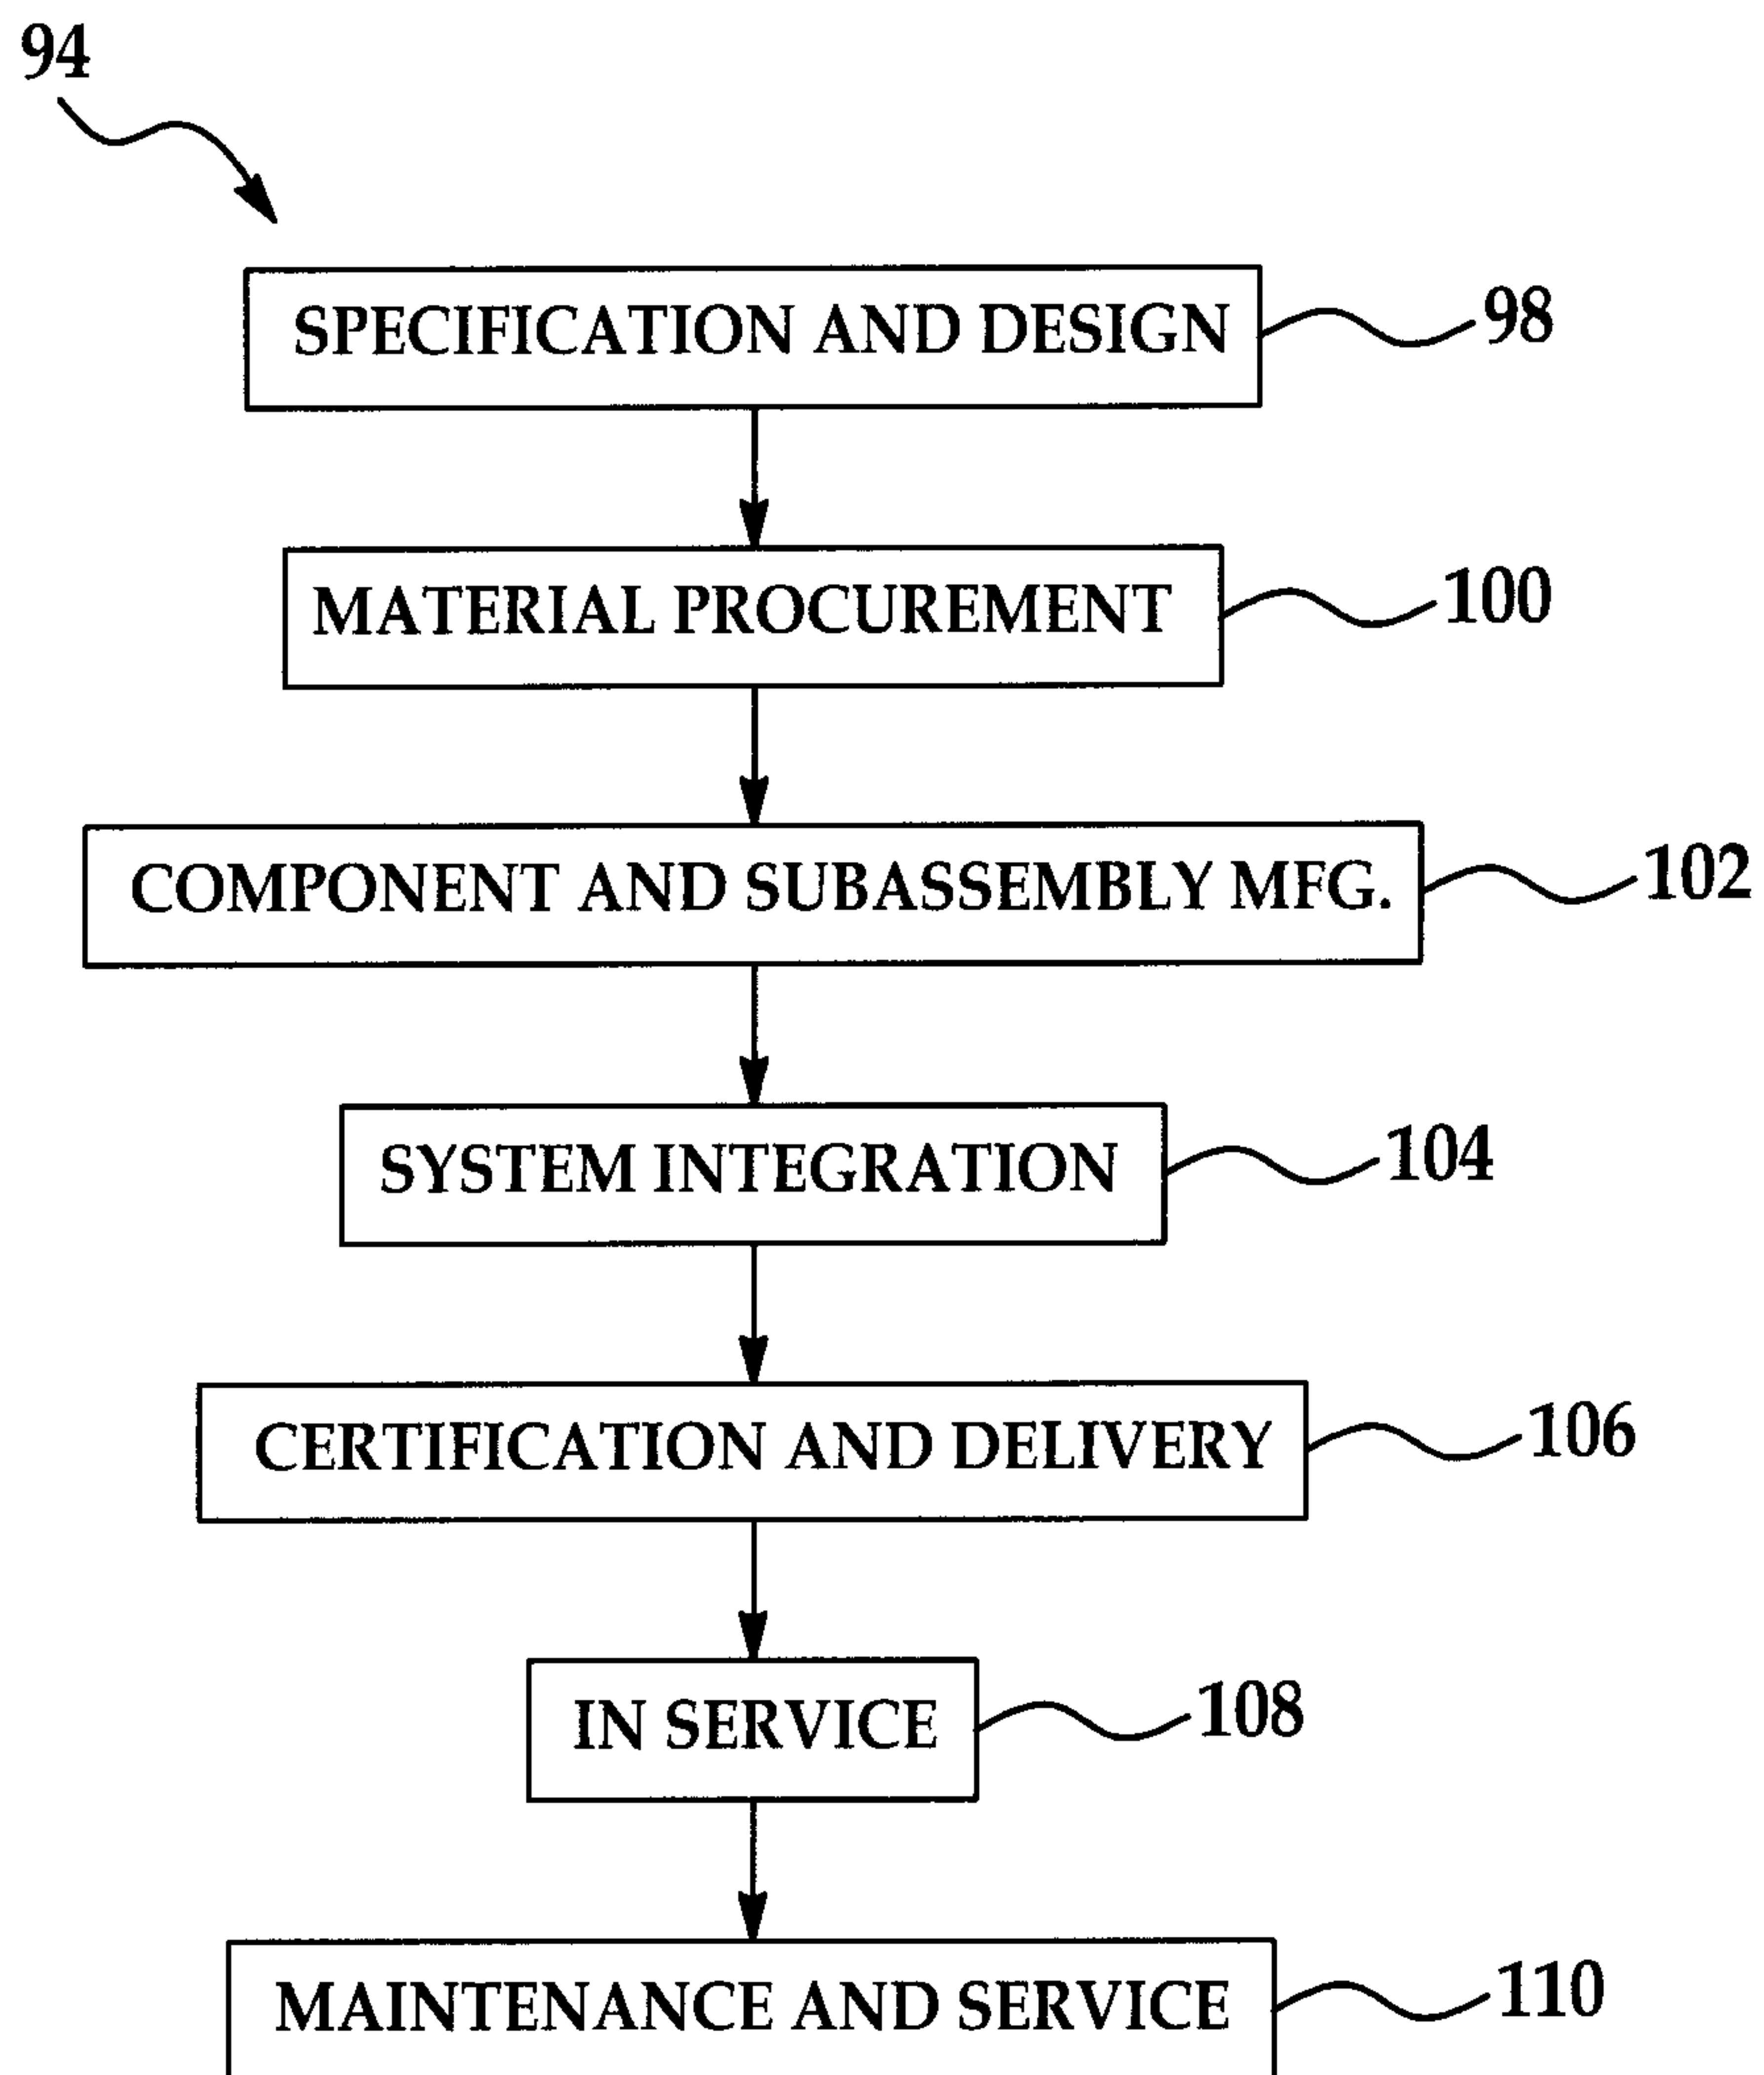 94
SPECIFICATION AND DESIGN 98
MATERIAL PROCUREMENT 100
COMPONENT AND SUBASSEMBLY MFG. 102
SYSTEM INTEGRATION 104
CERTIFICATION AND DELIVERY 106
IN SERVICE 108
MAINTENANCE AND SERVICE 110